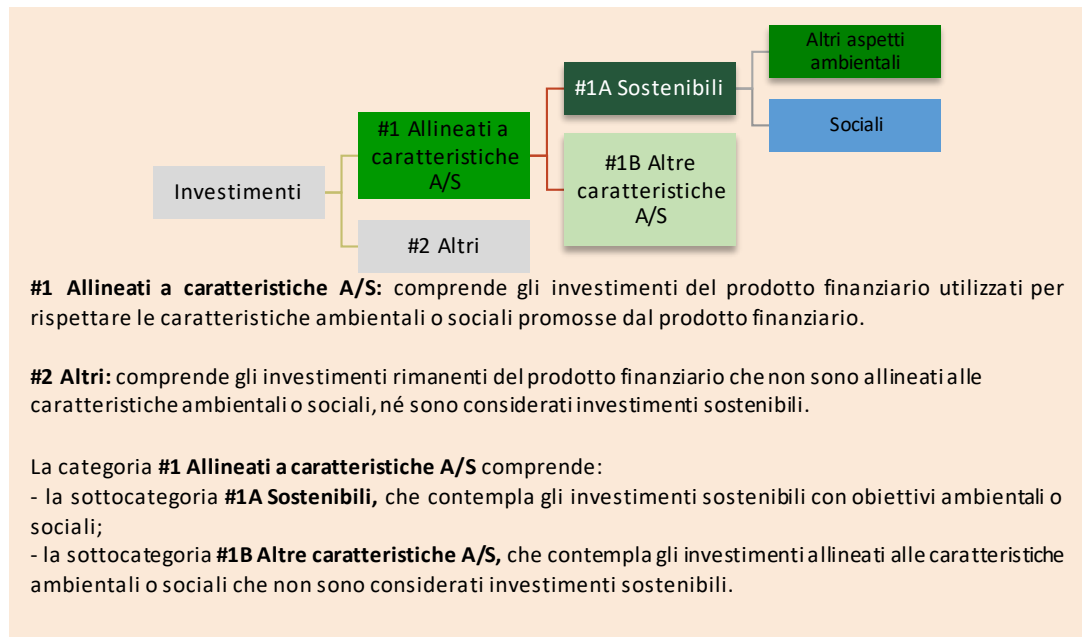 Altri aspetti
ambientali
#1A Sostenibili
Sociali
#1 Allineati a
caratteristiche
A/S
#1B Altre
caratteristiche
A/S
Investimenti
#2 Altri
#1 Allineati a caratteristiche A/S: comprende gli investimenti del prodotto finanziario utilizzati per
rispettare le caratteristiche ambientali o sociali promosse dal prodotto finanziario.
#2 Altri: comprende gli investimenti rimanenti del prodotto finanziario che non sono allineati alle
caratteristiche ambientali o sociali, né sono considerati investimenti sostenibili.
La categoria #1 Allineati a caratteristiche A/S comprende:
- la sottocategoria #1A Sostenibili, che contempla gli investimenti sostenibili con obiettivi ambientali o
sociali;
- la sottocategoria #1B Altre caratteristiche A/S, che contempla gli investimenti allineati alle caratteristiche
ambientali o sociali che non sono considerati investimenti sostenibili.